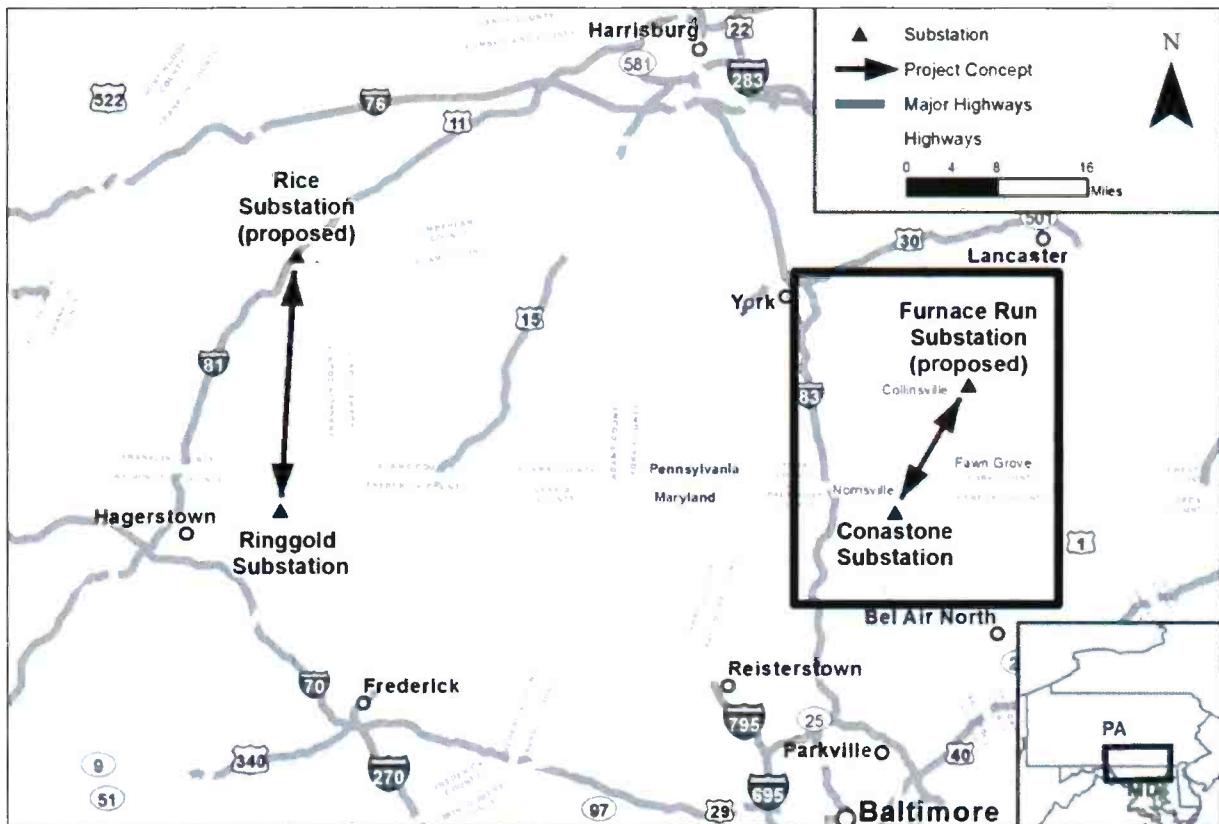 Harrisburg
22
581
283
522
76
11
Substation
Project Concept
Major Highways
Highways
N
0 4 8 16
Miles
Rice
Substation
(proposed)
501
30
Lancaster
York
15
81
83
Furnace Run
Substation
(proposed)
Collinsville
Fawn Grove
Norrisville
Pennsylvania
Maryland
Conastone
Substation
1
Hagerstown
Ringgold
Substation
Bel Air North
70
Frederick
Reisterstown
795
25
Parkville
40
340
270
9
51
97
29
695
Baltimore
PA
MD